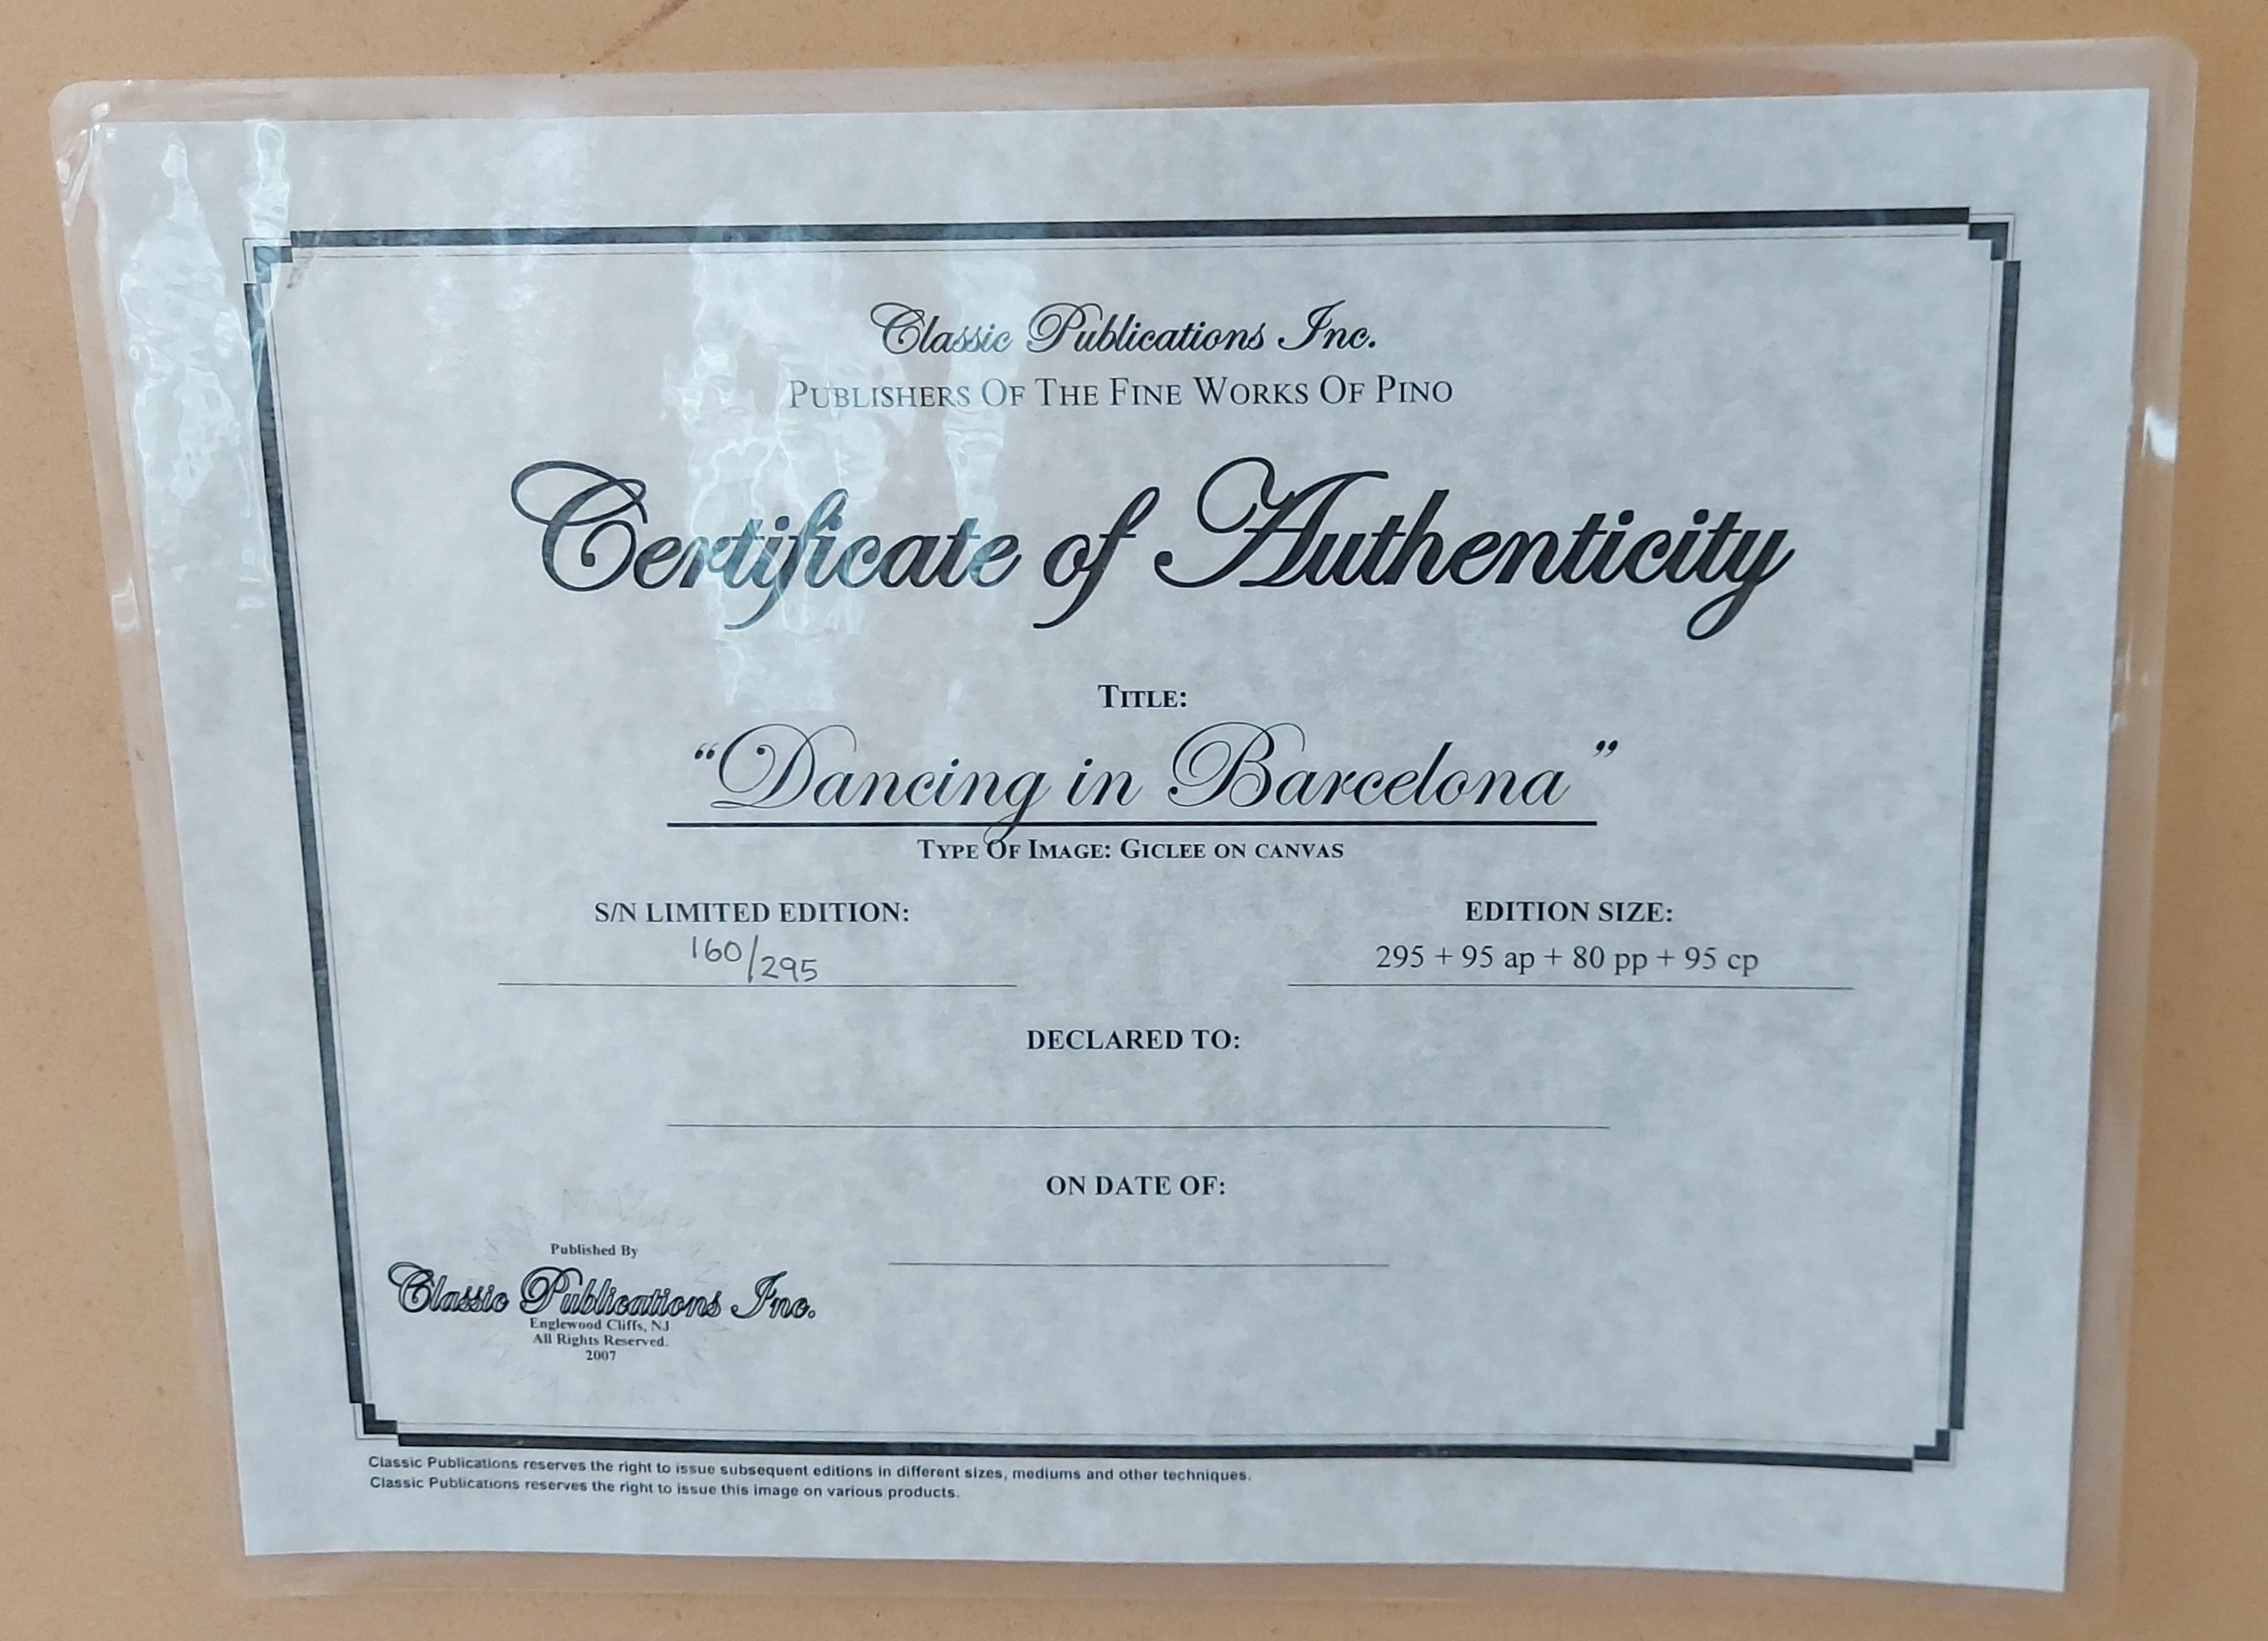 Classic Publications Inc.
PUBLISHERS OF THE FINE WORKS OF PINO
Certificate of Authenticity
TITLE:
“Dancing in Barcelona”
TYPE OF IMAGE: GICLEE ON CANVAS
S/N LIMITED EDITION:
160/295
EDITION SIZE:
295 + 95 ap + 80 pp + 95 cp
DECLARED TO:
ON DATE OF:
Published By
Classic Publications Inc.
Englewood Cliffs, NJ
All Rights Reserved.
2007
Classic Publications reserves the right to issue subsequent editions in different sizes, mediums and other techniques.
Classic Publications reserves the right to issue this image on various products.